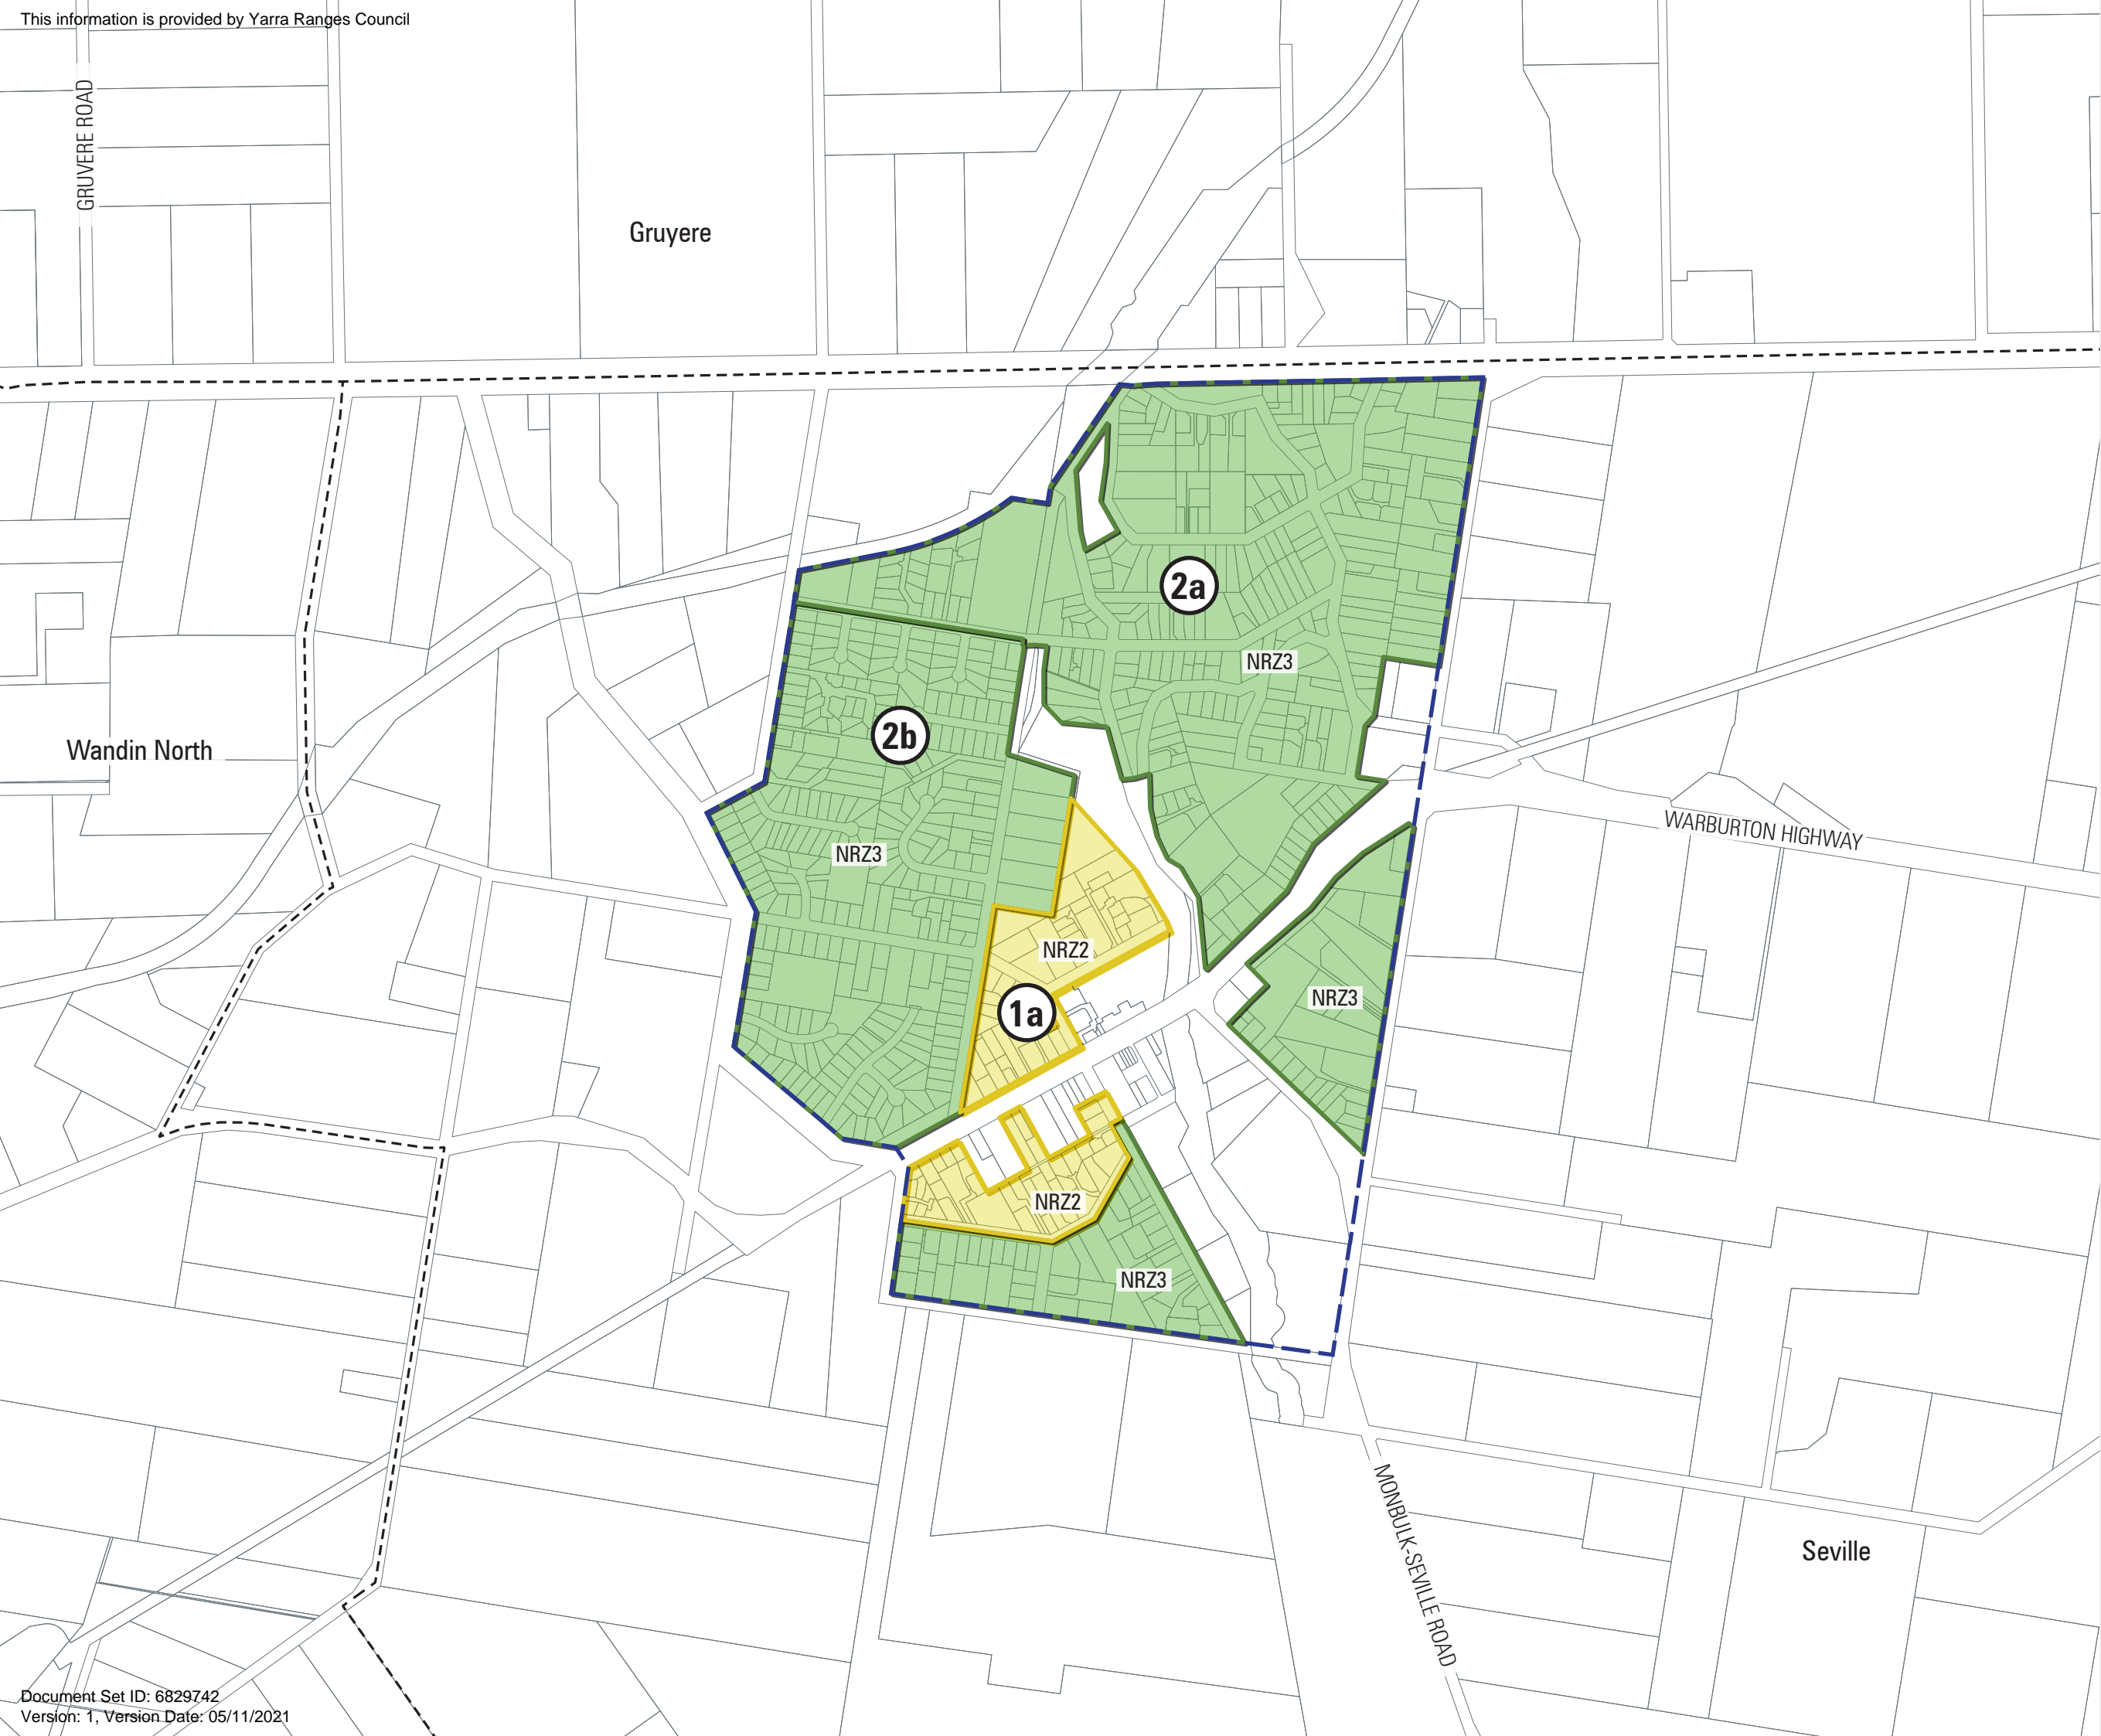 This information is provided by Yarra Ranges Council
GRUYERE ROAD
Gruyere
2a
NRZ3
2b
Wandin North
WARBURTON HIGHWAY
NRZ3
NRZ2
NRZ3
1a
NRZ2
NRZ3
MONBULK-SEVILLE ROAD
Seville
Document Set ID: 6829742
Version: 1, Version Date: 05/11/2021